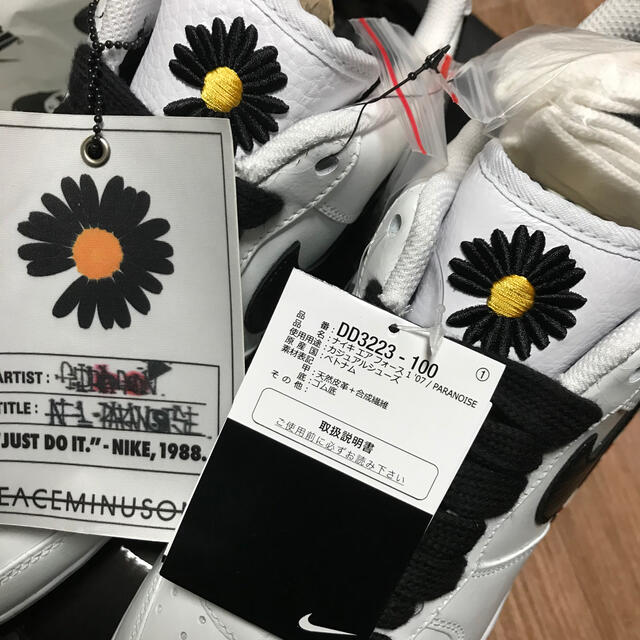 ARTIST :
TITLE :
"JUST DO IT."-NIKE, 1988.
EACEMINUSO
品 番: DD3223-100 ①
品 名: ナイキ エアフォース 1 '07 / PARANOISE
使用用途: カジュアルシューズ
原 産 国: ベトナム
素材表記
甲: 天然皮革+合成繊維
底: ゴム底
そ の 他:
取扱説明書
ご使用前に必ずお読み下さい